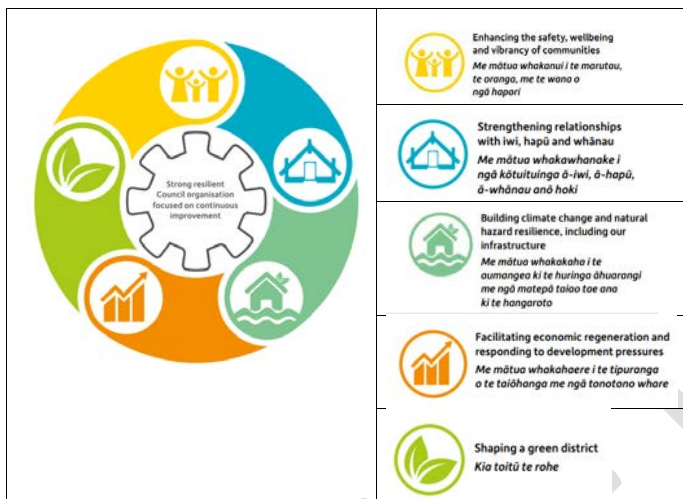 Strong resilient
Council organisation
focused on continuous
improvement
Enhancing the safety, wellbeing
and vibrancy of communities
Me mātua whakanui i te marutau,
te oranga, me te wana o
ngā hapori
Strengthening relationships
with iwi, hapū and whānau
Me mātua whakawhanake i
ngā kōtuituinga ā-iwi, ā-hapū,
ā-whānau anō hoki
Building climate change and natural
hazard resilience, including our
infrastructure
Me mātua whakakaha i te
aumangea ki te huringa āhuarangi
me ngā matepā taiao tae ana
ki te hangaroto
Facilitating economic regeneration and
responding to development pressures
Me mātua whakahaere i te tipuranga
o te taiōhanga me ngā tonotono whare
Shaping a green district
Kia toitū te rohe